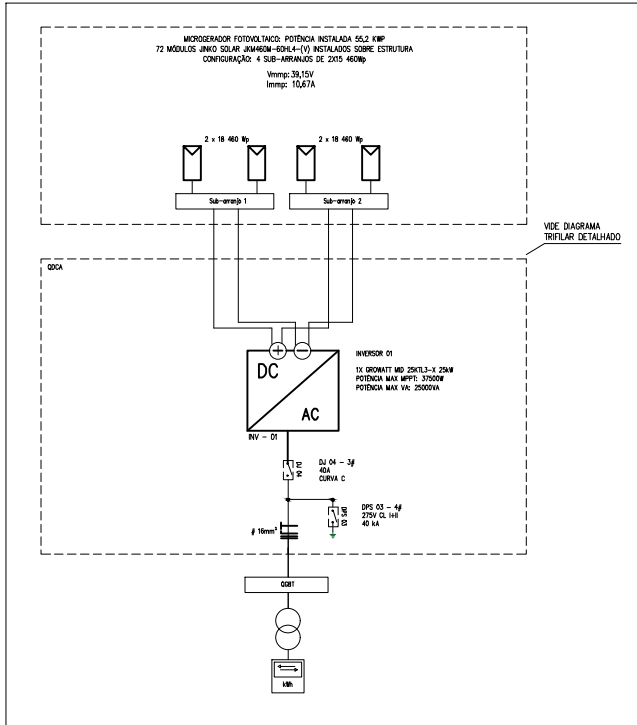 MICROGERADOR FOTOVOLTAICO: POTÊNCIA INSTALADA 55,2 KWP
72 MÓDULOS JINKO SOLAR JKM460M-60HL4-(V) INSTALADOS SOBRE ESTRUTURA
CONFIGURAÇÃO: 4 SUB-ARRANJOS DE 2X15 460Wp
Vmmp: 39,15V
Immp: 10,67A
2 x 18 460 Wp
2 x 18 460 Wp
Sub-arranjo 1
Sub-arranjo 2
VIDE DIAGRAMA
TRIFILAR DETALHADO
QDCA
+
−
DC
AC
INVERSOR 01
1X GROWATT MID 25KTL3-X 25kW
POTÊNCIA MAX MPPT: 37500W
POTÊNCIA MAX VA: 25000VA
INV - 01
DJ 04
DJ 04 - 3#
40A
CURVA C
DPS 03
DPS 03 - 4#
275V CL I+II
40 kA
# 16mm²
QGBT
kWh